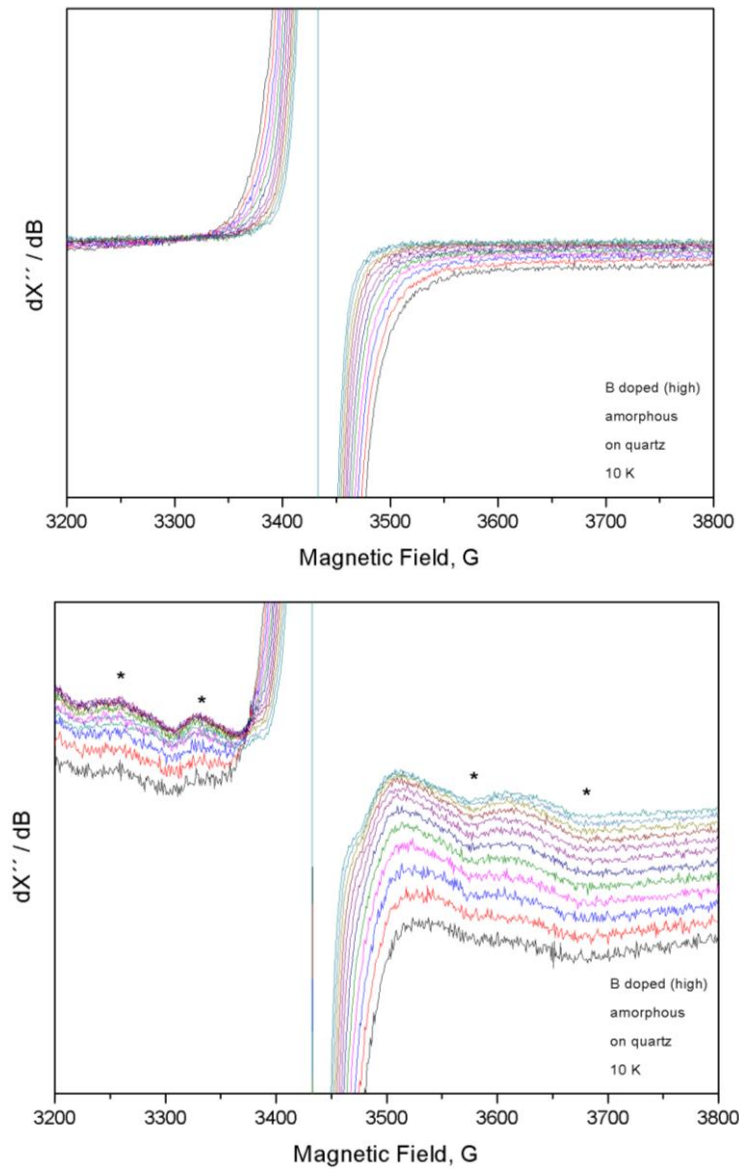 dX´´ / dB
B doped (high)
amorphous
on quartz
10 K
3200 3300 3400 3500 3600 3700 3800
Magnetic Field, G
* * * *
dX´´ / dB
B doped (high)
amorphous
on quartz
10 K
3200 3300 3400 3500 3600 3700 3800
Magnetic Field, G